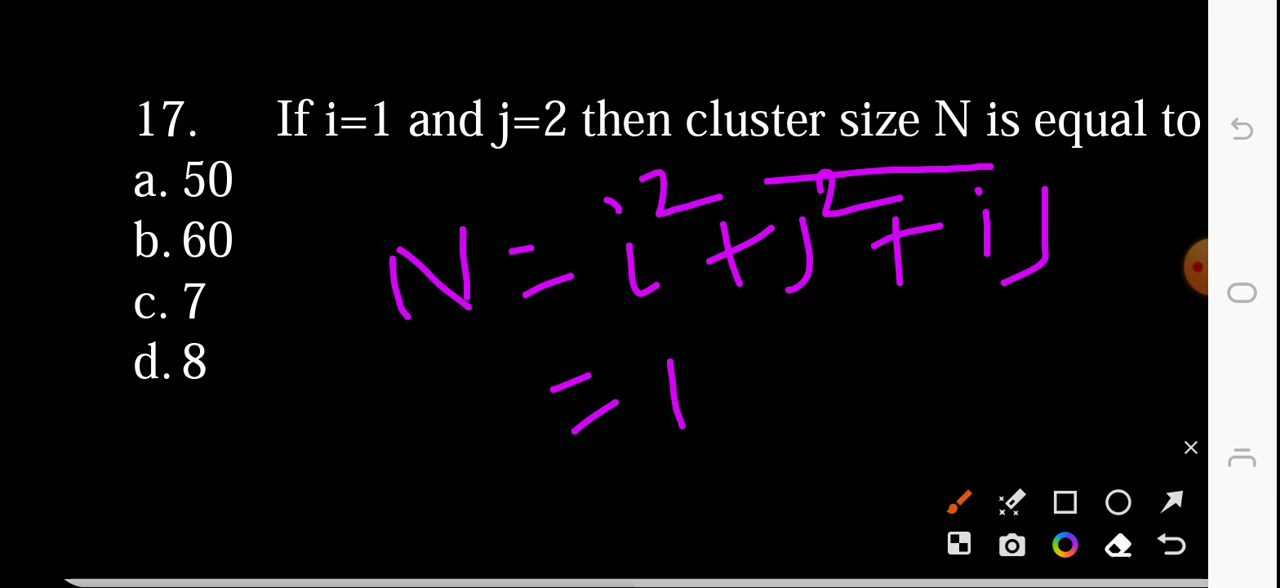 17. If i=1 and j=2 then cluster size N is equal to
a. 50
b. 60
c. 7
d. 8
N = i² + j² + ij
= 1